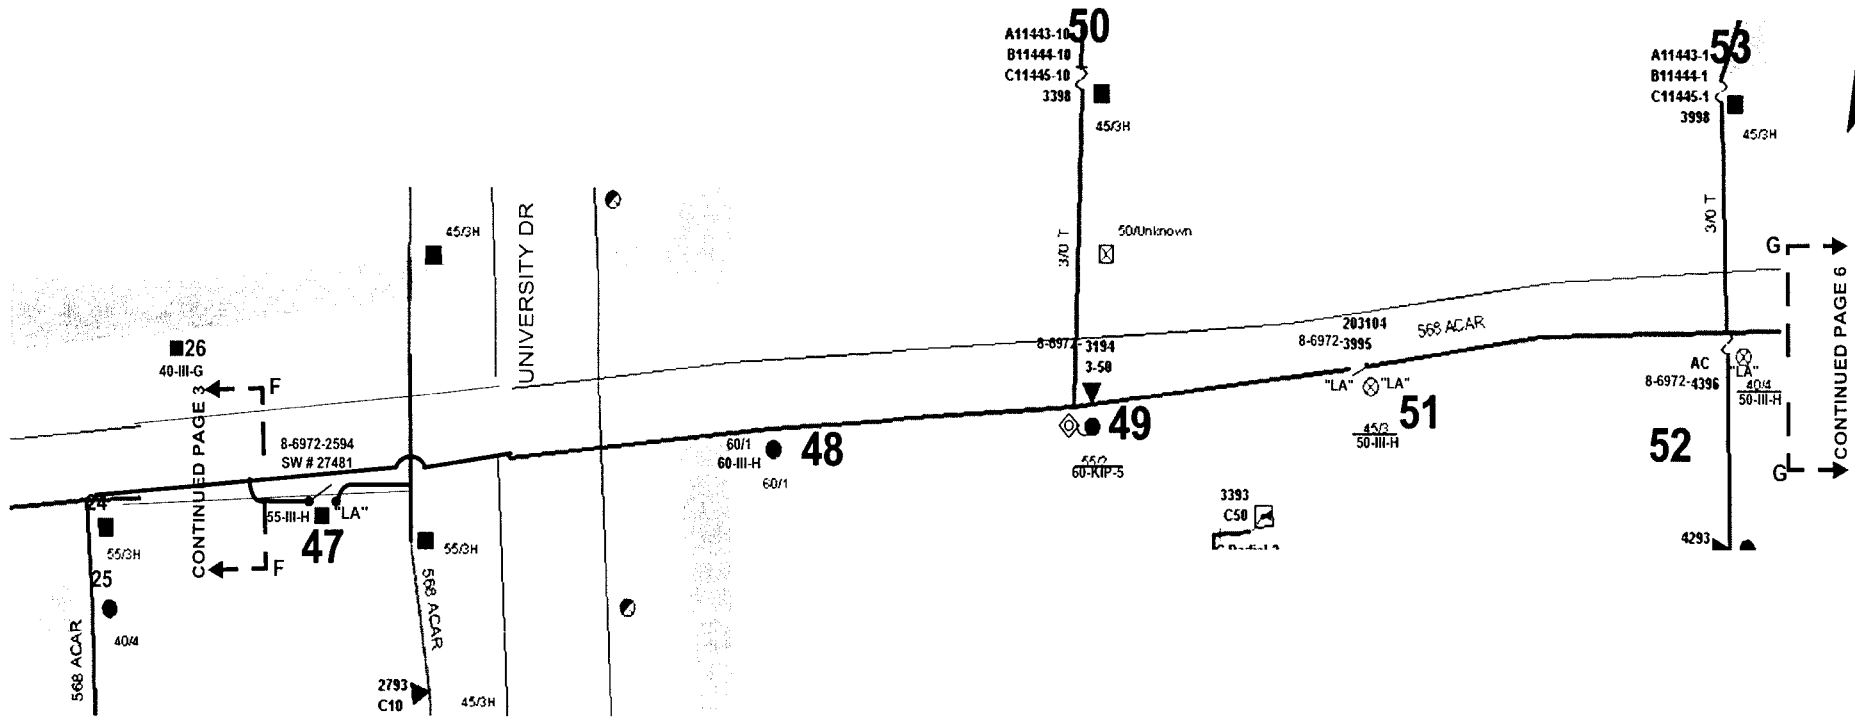 50
A11443-10
B11444-10
C11445-10
3398
45/3H
53
A11443-1
B11444-1
C11445-1
3998
45/3H
45/3H
UNIVERSITY DR
3/0 T
50/Unknown
3/0 T
G
CONTINUED PAGE 6
G
26
40-III-G
CONTINUED PAGE 3
F
F
8-6972-2594
SW # 27481
55-III-H
"LA"
47
24
55/3H
25
40/4
568 ACAR
55/3H
568 ACAR
2793
C10
45/3H
60/1
60-III-H
48
60/1
8-6972-3194
3-50
49
55/2
60-KIP-5
203104
8-6972-3995
568 ACAR
"LA"
"LA"
51
45/3
50-III-H
3393
C50
AC
8-6972-4396
"LA"
40/4
50-III-H
52
4293